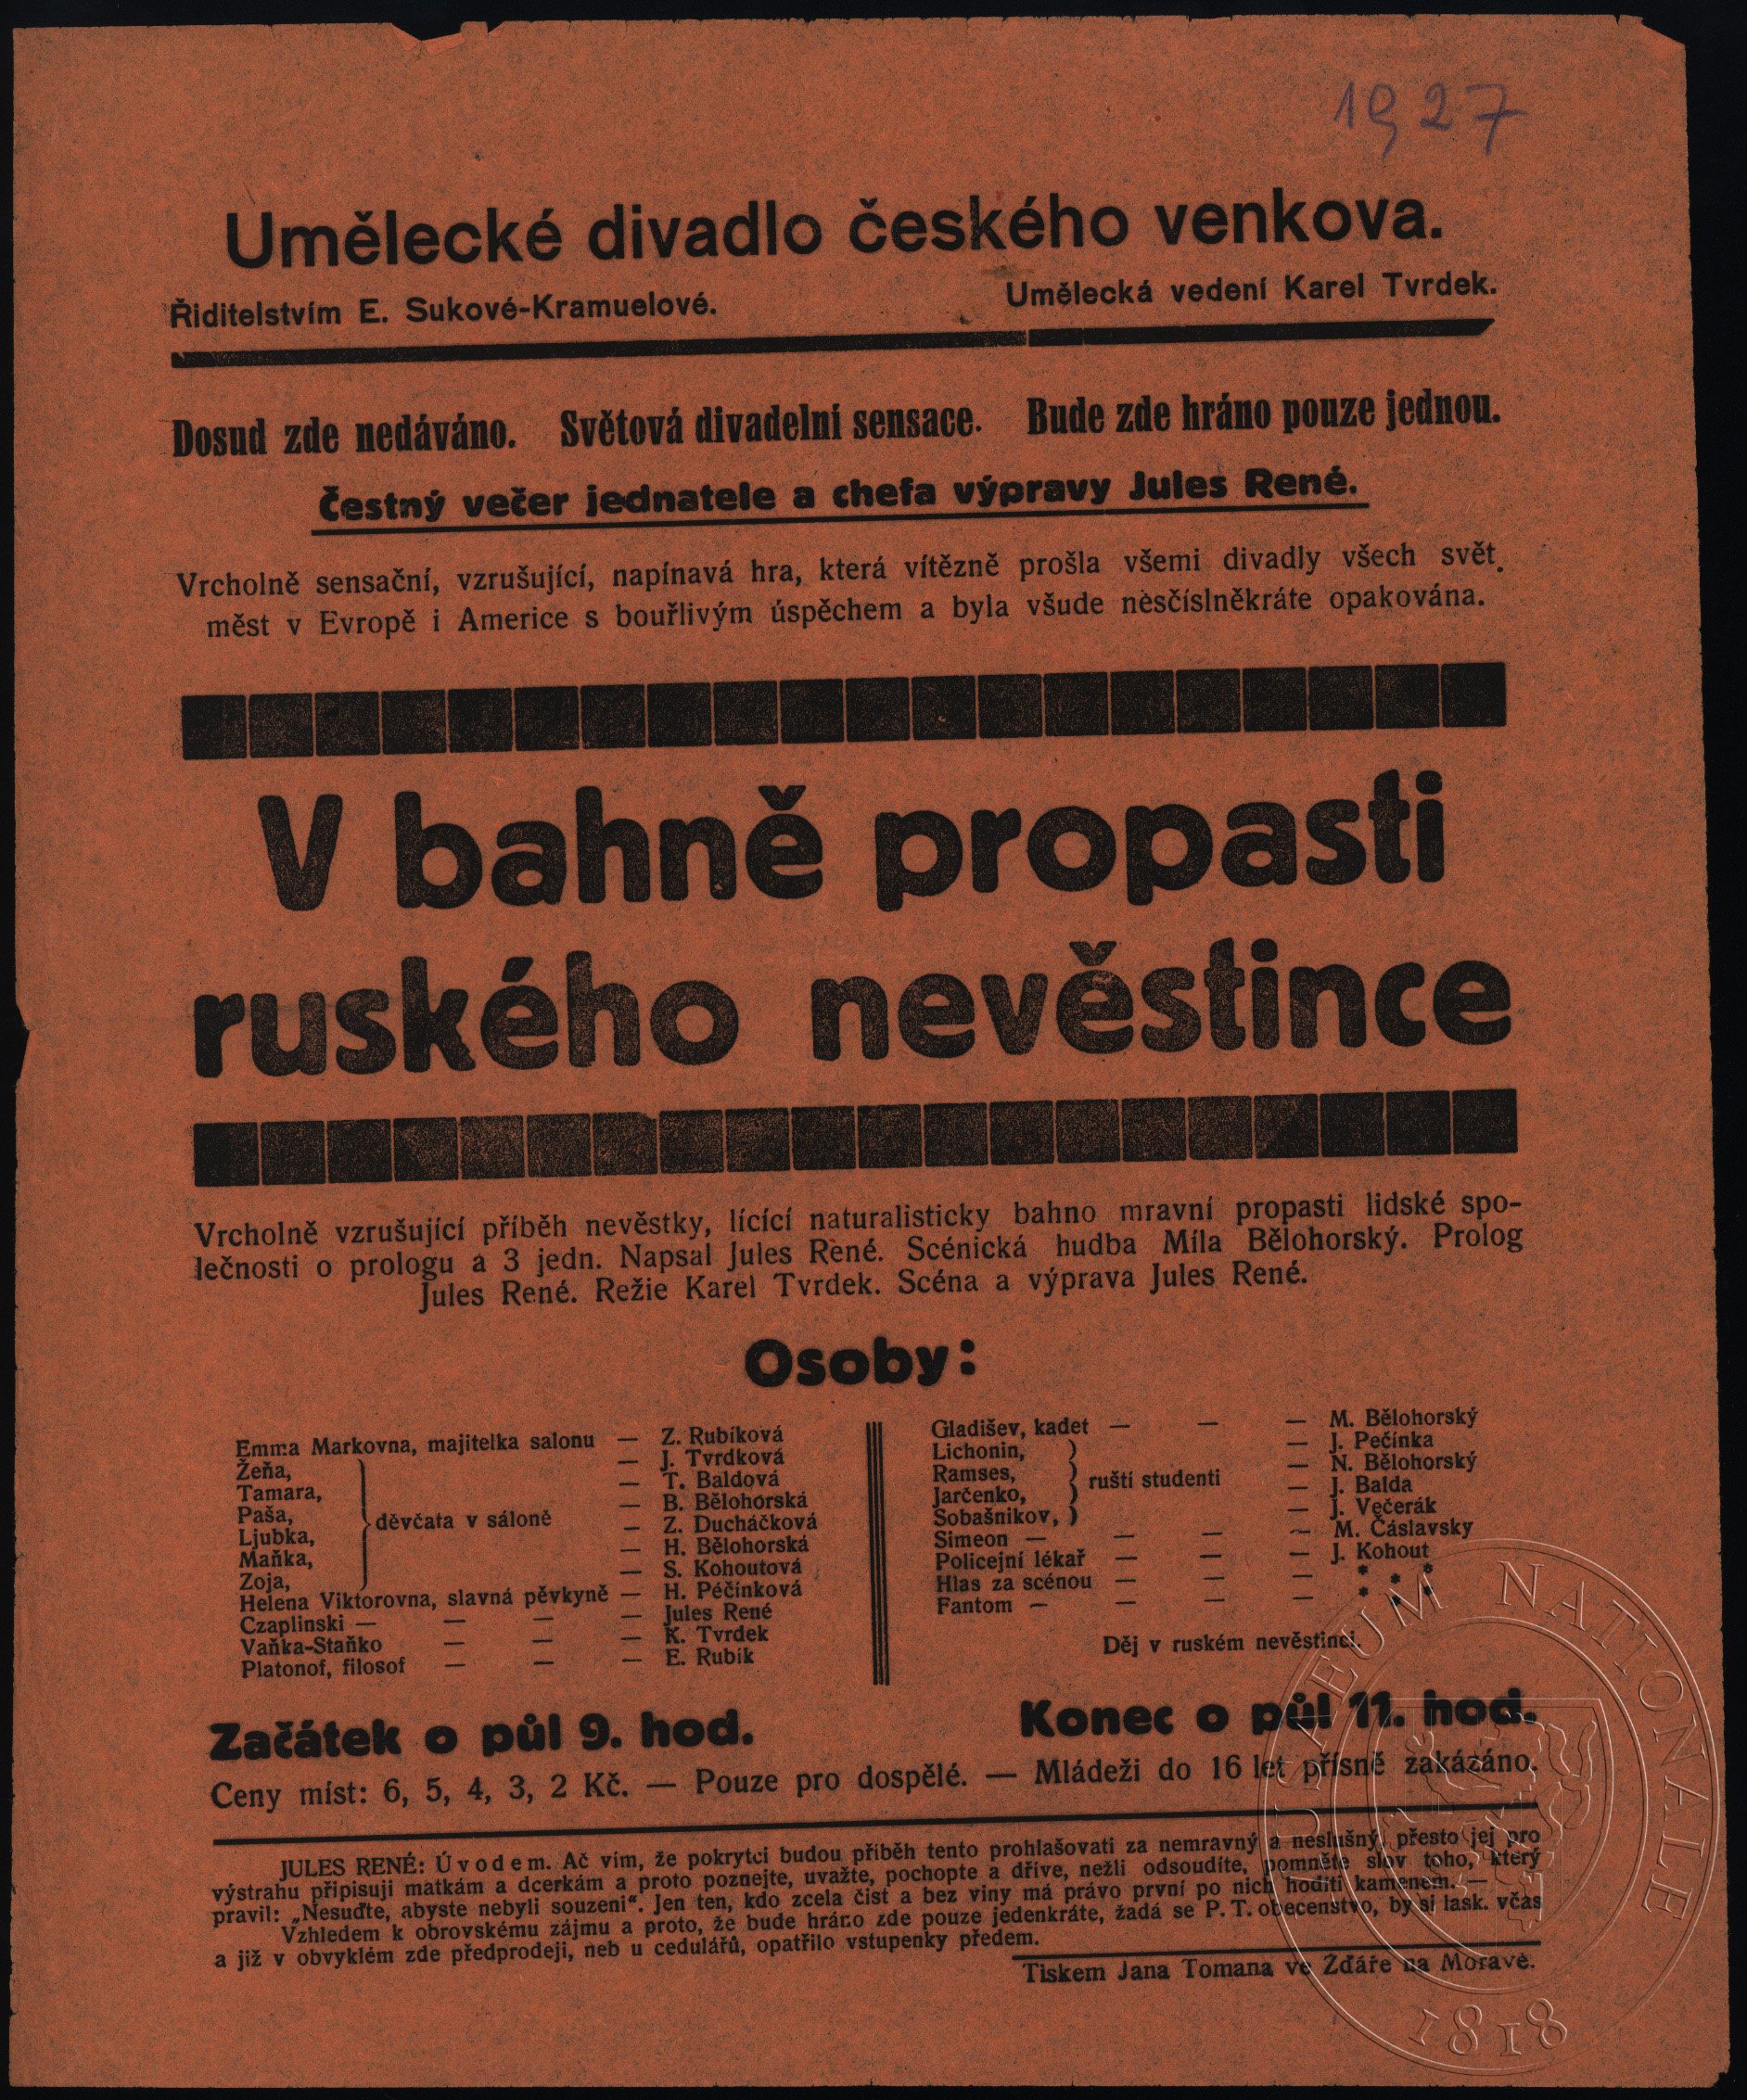 1927
Umělecké divadlo českého venkova.
Řiditelstvím E. Sukové-Kramuelové. Umělecká vedení Karel Tvrdek.
Dosud zde nedáváno. Světová divadelní sensace. Bude zde hráno pouze jednou.
Čestný večer jednatele a chefa výpravy Jules René.
Vrcholně sensační, vzrušující, napínavá hra, která vítězně prošla všemi divadly všech svět.
měst v Evropě i Americe s bouřlivým úspěchem a byla všude nesčíslněkráte opakována.
V bahně propasti
ruského nevěstince
Vrcholně vzrušující příběh nevěstky, lícící naturalisticky bahno mravní propasti lidské spo-
lečnosti o prologu a 3 jedn. Napsal Jules René. Scénická hudba Míla Bělohorský. Prolog
Jules René. Režie Karel Tvrdek. Scéna a výprava Jules René.
Osoby:
Emma Markovna, majitelka salonu — Z. Rubíková
Žeňa, — J. Tvrdková
Tamara, — T. Baldová
Paša, — B. Bělohorská
děvčata v sáloně
Ljubka, — Z. Ducháčková
Maňka, — H. Bělohorská
Zoja, — S. Kohoutová
Helena Viktorovna, slavná pěvkyně — H. Péčínková
Czaplinski — — — — Jules René
Vaňka-Staňko — — — K. Tvrdek
Platonof, filosof — — — E. Rubík
Gladišev, kadet — — — M. Bělohorský
Lichonin, ) — J. Pečínka
Ramses, ) ruští studenti — N. Bělohorský
Jarčenko, ) — J. Balda
Sobašnikov, ) — J. Večerák
Simeon — — — — M. Čáslavsky
Policejní lékař — — — J. Kohout
Hlas za scénou — — — * * *
Fantom — — — — * * *
Děj v ruském nevěstinci.
Začátek o půl 9. hod. Konec o půl 11. hod.
Ceny míst: 6, 5, 4, 3, 2 Kč. — Pouze pro dospělé. — Mládeži do 16 let přísně zakázáno.
JULES RENÉ: Úvodem. Ač vím, že pokrytci budou příběh tento prohlašovati za nemravný a neslušný, přesto jej pro
výstrahu připisuji matkám a dcerkám a proto poznejte, uvažte, pochopte a dříve, nežli odsoudíte, pomněte slov toho, který
pravil: „Nesuďte, abyste nebyli souzeni“. Jen ten, kdo zcela čist a bez viny má právo první po nich hoditi kamenem. —
Vzhledem k obrovskému zájmu a proto, že bude hráno zde pouze jedenkráte, žadá se P. T. obecenstvo, by si lask. včas
a již v obvyklém zde předprodeji, neb u cedulářů, opatřilo vstupenky předem.
Tiskem Jana Tomana ve Žďáře na Moravě.
MUSAEUM NATIONALE
1818